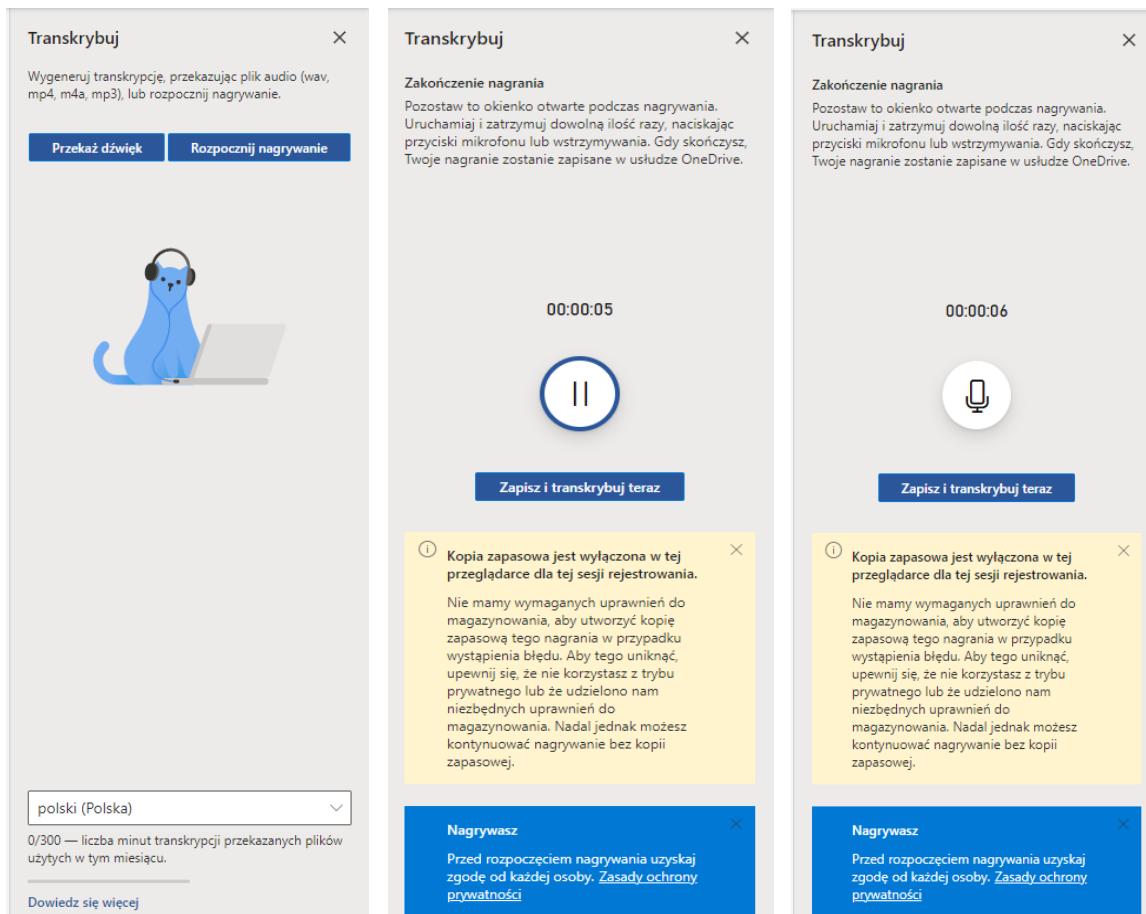 Transkrybuj
Wygeneruj transkrypcję, przekazując plik audio (wav,
mp4, m4a, mp3), lub rozpocznij nagrywanie.
Przekaż dźwięk
Rozpocznij nagrywanie
polski (Polska)
0/300 — liczba minut transkrypcji przekazanych plików
użytych w tym miesiącu.
Dowiedz się więcej
Transkrybuj
Zakończenie nagrania
Pozostaw to okienko otwarte podczas nagrywania.
Uruchamiaj i zatrzymuj dowolną ilość razy, naciskając
przyciski mikrofonu lub wstrzymywania. Gdy skończysz,
Twoje nagranie zostanie zapisane w usłudze OneDrive.
00:00:05
Zapisz i transkrybuj teraz
Kopia zapasowa jest wyłączona w tej
przeglądarce dla tej sesji rejestrowania.
Nie mamy wymaganych uprawnień do
magazynowania, aby utworzyć kopię
zapasową tego nagrania w przypadku
wystąpienia błędu. Aby tego uniknąć,
upewnij się, że nie korzystasz z trybu
prywatnego lub że udzielono nam
niezbędnych uprawnień do
magazynowania. Nadal jednak możesz
kontynuować nagrywanie bez kopii
zapasowej.
Nagrywasz
Przed rozpoczęciem nagrywania uzyskaj
zgodę od każdej osoby. Zasady ochrony
prywatności
Transkrybuj
Zakończenie nagrania
Pozostaw to okienko otwarte podczas nagrywania.
Uruchamiaj i zatrzymuj dowolną ilość razy, naciskając
przyciski mikrofonu lub wstrzymywania. Gdy skończysz,
Twoje nagranie zostanie zapisane w usłudze OneDrive.
00:00:06
Zapisz i transkrybuj teraz
Kopia zapasowa jest wyłączona w tej
przeglądarce dla tej sesji rejestrowania.
Nie mamy wymaganych uprawnień do
magazynowania, aby utworzyć kopię
zapasową tego nagrania w przypadku
wystąpienia błędu. Aby tego uniknąć,
upewnij się, że nie korzystasz z trybu
prywatnego lub że udzielono nam
niezbędnych uprawnień do
magazynowania. Nadal jednak możesz
kontynuować nagrywanie bez kopii
zapasowej.
Nagrywasz
Przed rozpoczęciem nagrywania uzyskaj
zgodę od każdej osoby. Zasady ochrony
prywatności